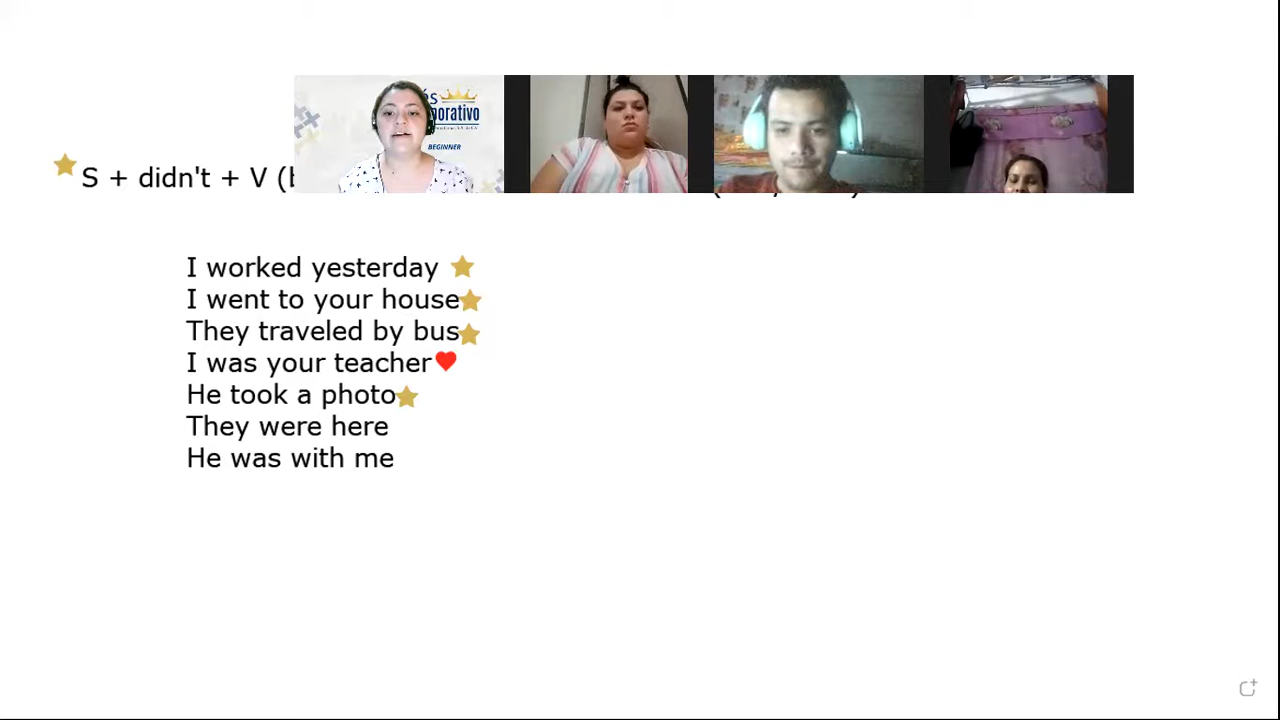 BEGINNER
S + didn't + V (
I worked yesterday
I went to your house
They traveled by bus
I was your teacher
He took a photo
They were here
He was with me